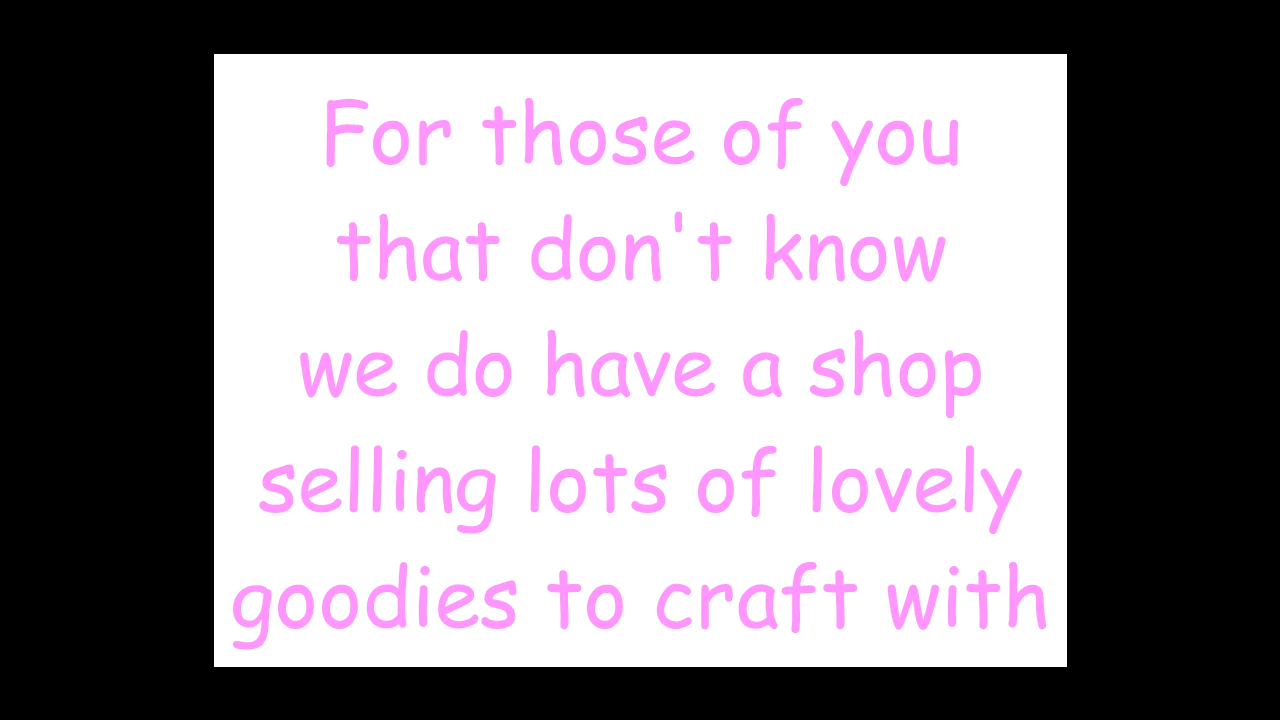 For those of you
that don't know
we do have a shop
selling lots of lovely
goodies to craft with